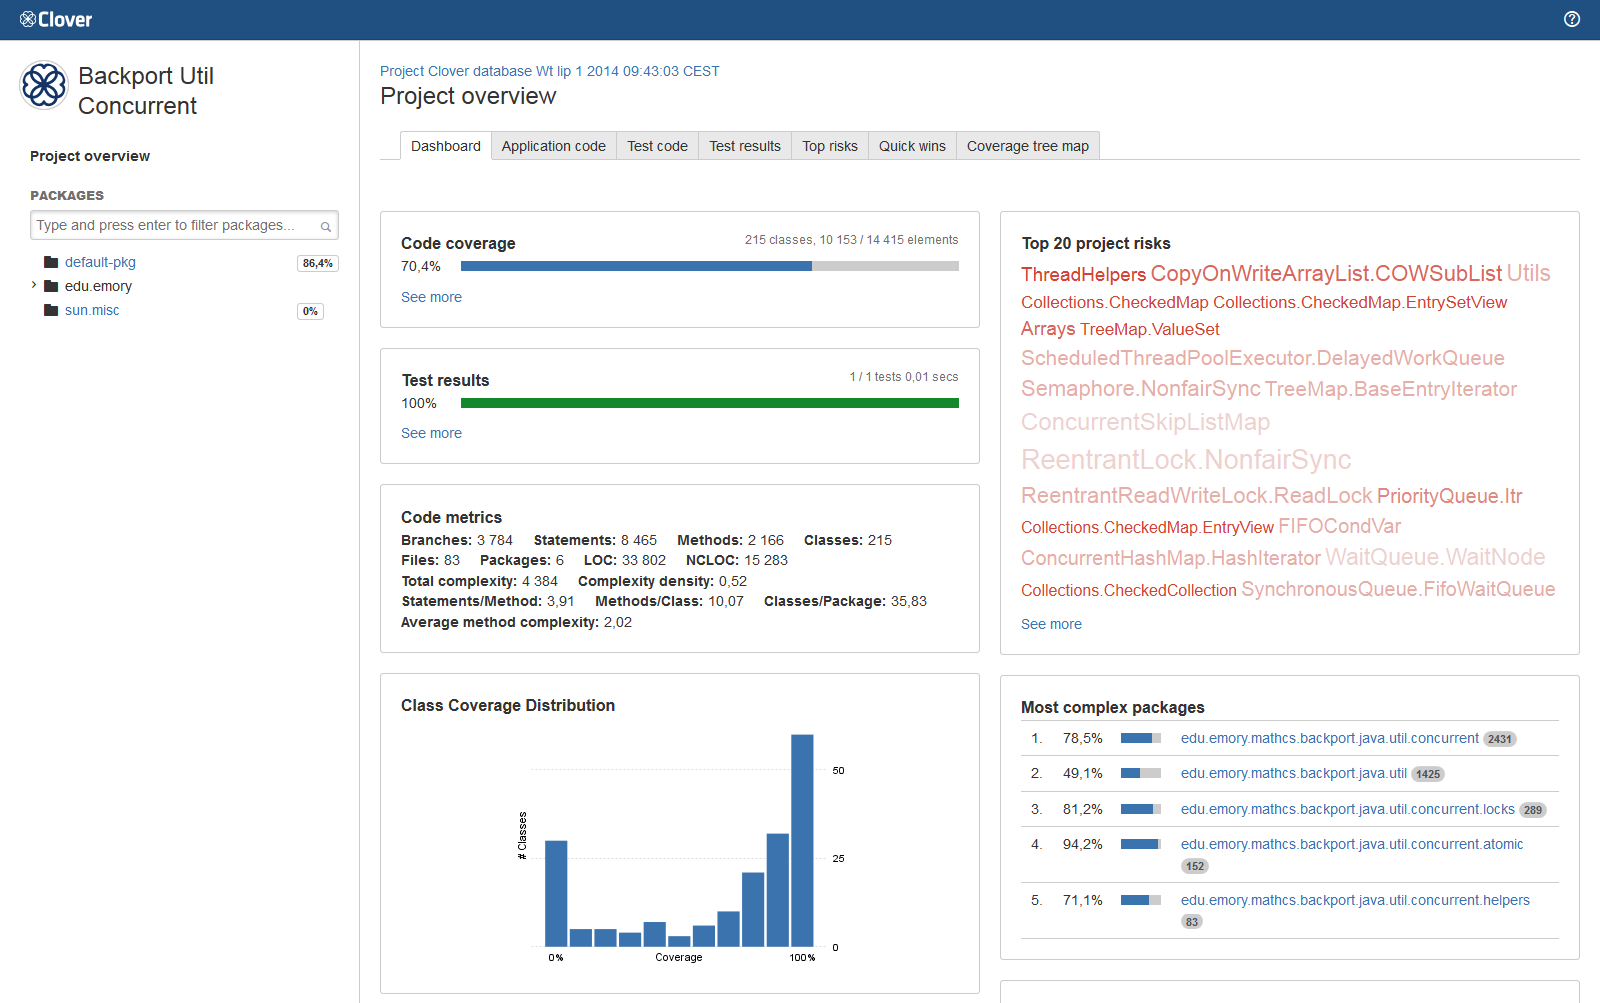 Clover
?
Backport Util
Concurrent
Project overview
PACKAGES
Type and press enter to filter packages...
default-pkg 86,4%
edu.emory
sun.misc 0%
Project Clover database Wt lip 1 2014 09:43:03 CEST
Project overview
Dashboard Application code Test code Test results Top risks Quick wins Coverage tree map
Code coverage 215 classes, 10 153 / 14 415 elements
70,4%
See more
Test results 1 / 1 tests 0,01 secs
100%
See more
Code metrics
Branches: 3 784 Statements: 8 465 Methods: 2 166 Classes: 215
Files: 83 Packages: 6 LOC: 33 802 NCLOC: 15 283
Total complexity: 4 384 Complexity density: 0,52
Statements/Method: 3,91 Methods/Class: 10,07 Classes/Package: 35,83
Average method complexity: 2,02
Class Coverage Distribution
50
25
0
# Classes
0% Coverage 100%
Top 20 project risks
ThreadHelpers CopyOnWriteArrayList.COWSubList Utils
Collections.CheckedMap Collections.CheckedMap.EntrySetView
Arrays TreeMap.ValueSet
ScheduledThreadPoolExecutor.DelayedWorkQueue
Semaphore.NonfairSync TreeMap.BaseEntryIterator
ConcurrentSkipListMap
ReentrantLock.NonfairSync
ReentrantReadWriteLock.ReadLock PriorityQueue.Itr
Collections.CheckedMap.EntryView FIFOCondVar
ConcurrentHashMap.HashIterator WaitQueue.WaitNode
Collections.CheckedCollection SynchronousQueue.FifoWaitQueue
See more
Most complex packages
1. 78,5% edu.emory.mathcs.backport.java.util.concurrent 2431
2. 49,1% edu.emory.mathcs.backport.java.util 1425
3. 81,2% edu.emory.mathcs.backport.java.util.concurrent.locks 289
4. 94,2% edu.emory.mathcs.backport.java.util.concurrent.atomic
152
5. 71,1% edu.emory.mathcs.backport.java.util.concurrent.helpers
83